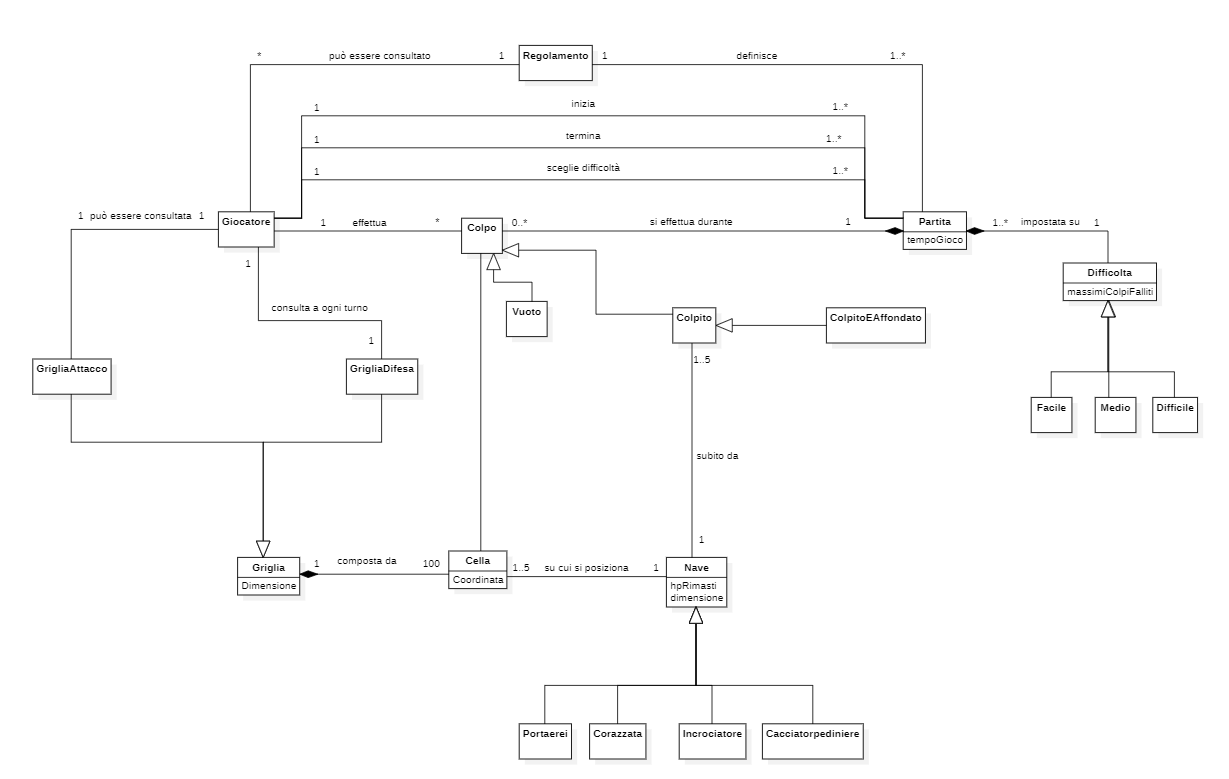 * può essere consultato 1 Regolamento 1 definisce 1..*
1 inizia 1..*
1 termina 1..*
1 sceglie difficoltà 1..*
1 può essere consultata 1 Giocatore 1 effettua * Colpo 0..* si effettua durante 1 Partita 1..* impostata su 1
tempoGioco
1
Difficolta
massimiColpiFalliti
consulta a ogni turno
Vuoto
Colpito
ColpitoEAffondato
1
1..5
GrigliaAttacco
GrigliaDifesa
Facile
Medio
Difficile
subito da
1
Griglia
Dimensione
1 composta da 100
Cella
Coordinata
1..5 su cui si posiziona 1
Nave
hpRimasti
dimensione
Portaerei
Corazzata
Incrociatore
Cacciatorpediniere